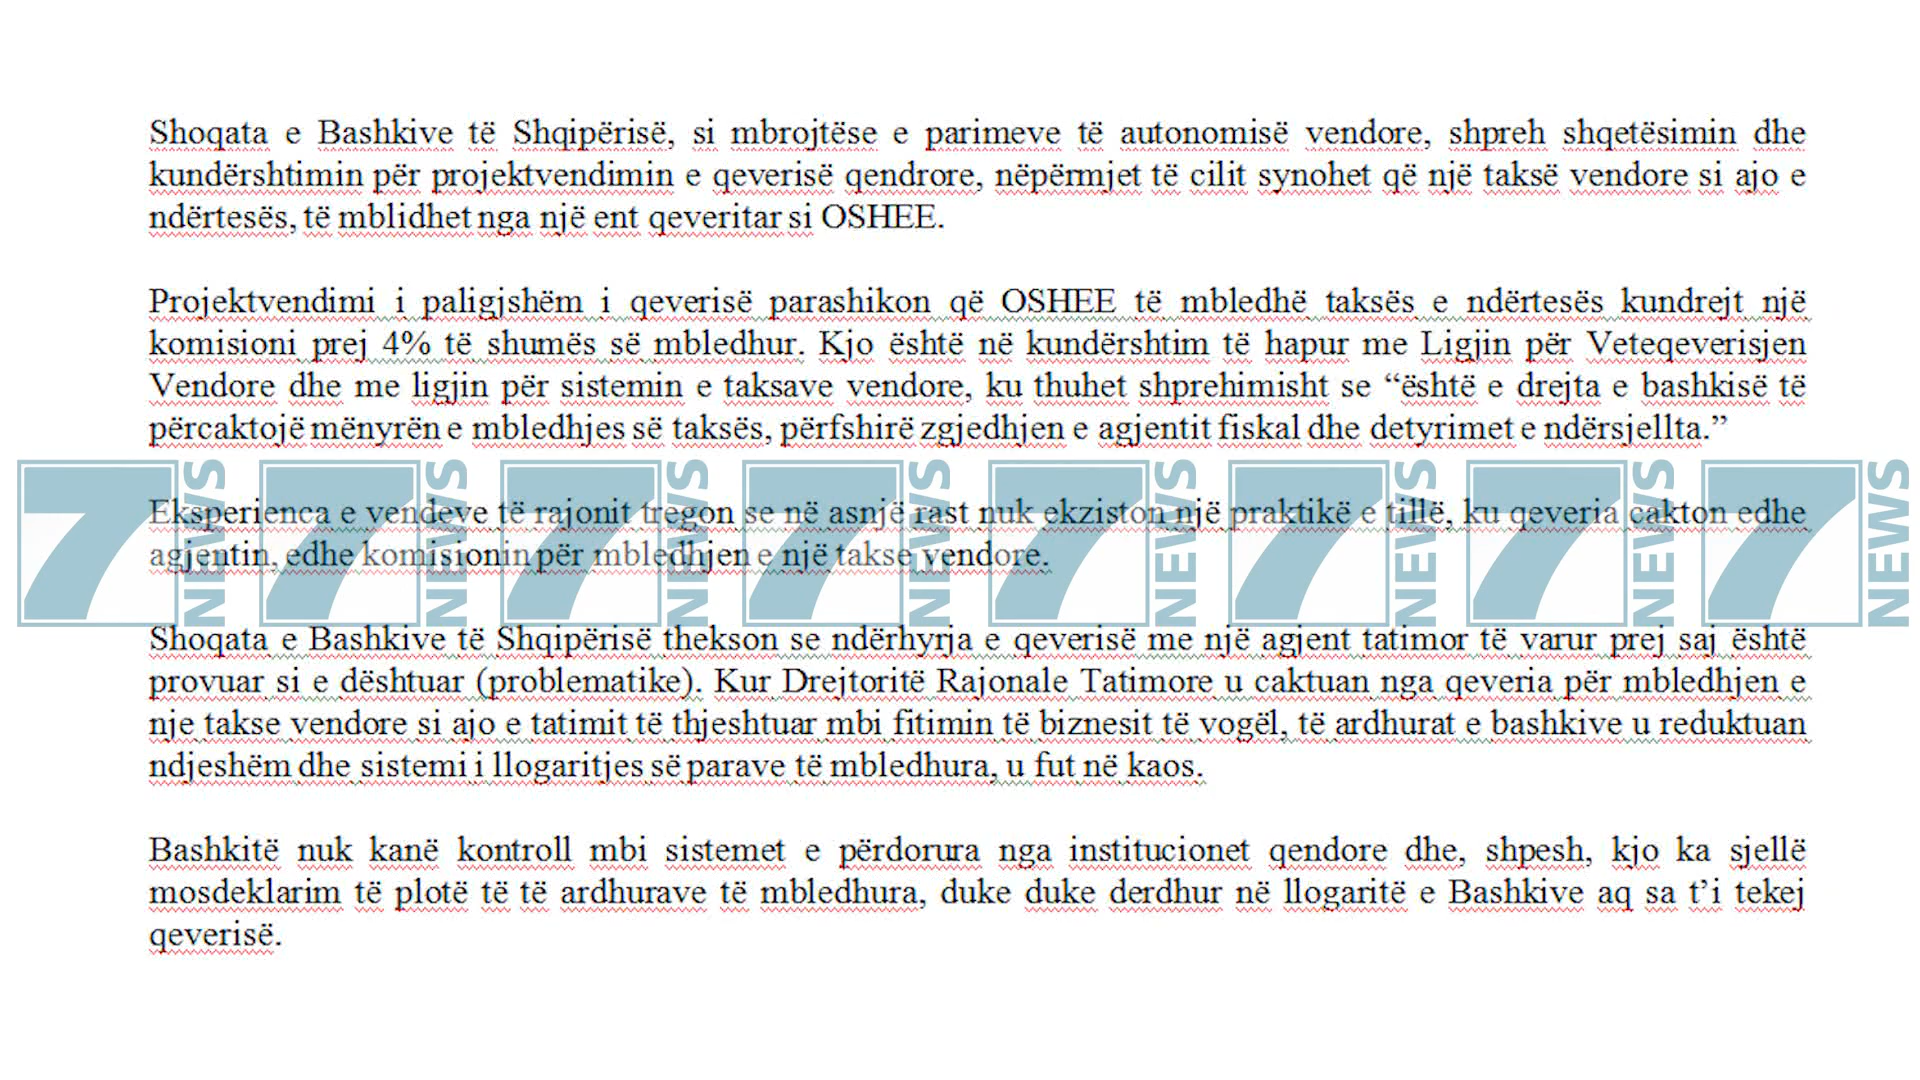 Shoqata e Bashkive të Shqipërisë, si mbrojtëse e parimeve të autonomisë vendore, shpreh shqetësimin dhe
kundërshtimin për projektvendimin e qeverisë qendrore, nëpërmjet të cilit synohet që një taksë vendore si ajo e
ndërtesës, të mblidhet nga një ent qeveritar si OSHEE.
Projektvendimi i paligjshëm i qeverisë parashikon që OSHEE të mbledhë taksës e ndërtesës kundrejt një
komisioni prej 4% të shumës së mbledhur. Kjo është në kundërshtim të hapur me Ligjin për Veteqeverisjen
Vendore dhe me ligjin për sistemin e taksave vendore, ku thuhet shprehimisht se “është e drejta e bashkisë të
përcaktojë mënyrën e mbledhjes së taksës, përfshirë zgjedhjen e agjentit fiskal dhe detyrimet e ndërsjellta.”
Eksperienca e vendeve të rajonit tregon se në asnjë rast nuk ekziston një praktikë e tillë, ku qeveria cakton edhe
agjentin, edhe komisionin për mbledhjen e një takse vendore.
7 NEWS 7 NEWS 7 NEWS 7 NEWS 7 NEWS 7 NEWS 7 NEWS 7 NEWS
Shoqata e Bashkive të Shqipërisë thekson se ndërhyrja e qeverisë me një agjent tatimor të varur prej saj është
provuar si e dështuar (problematike). Kur Drejtoritë Rajonale Tatimore u caktuan nga qeveria për mbledhjen e
nje takse vendore si ajo e tatimit të thjeshtuar mbi fitimin të biznesit të vogël, të ardhurat e bashkive u reduktuan
ndjeshëm dhe sistemi i llogaritjes së parave të mbledhura, u fut në kaos.
Bashkitë nuk kanë kontroll mbi sistemet e përdorura nga institucionet qendore dhe, shpesh, kjo ka sjellë
mosdeklarim të plotë të të ardhurave të mbledhura, duke duke derdhur në llogaritë e Bashkive aq sa t’i tekej
qeverisë.